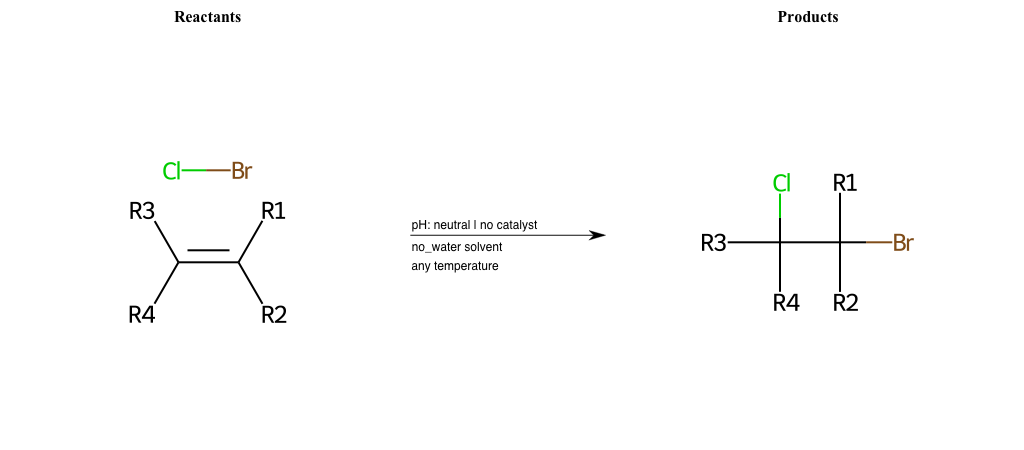 Reactants
Products
Cl Br
R3 R1
R4 R2
pH: neutral | no catalyst
no_water solvent
any temperature
Cl R1
R3 Br
R4 R2